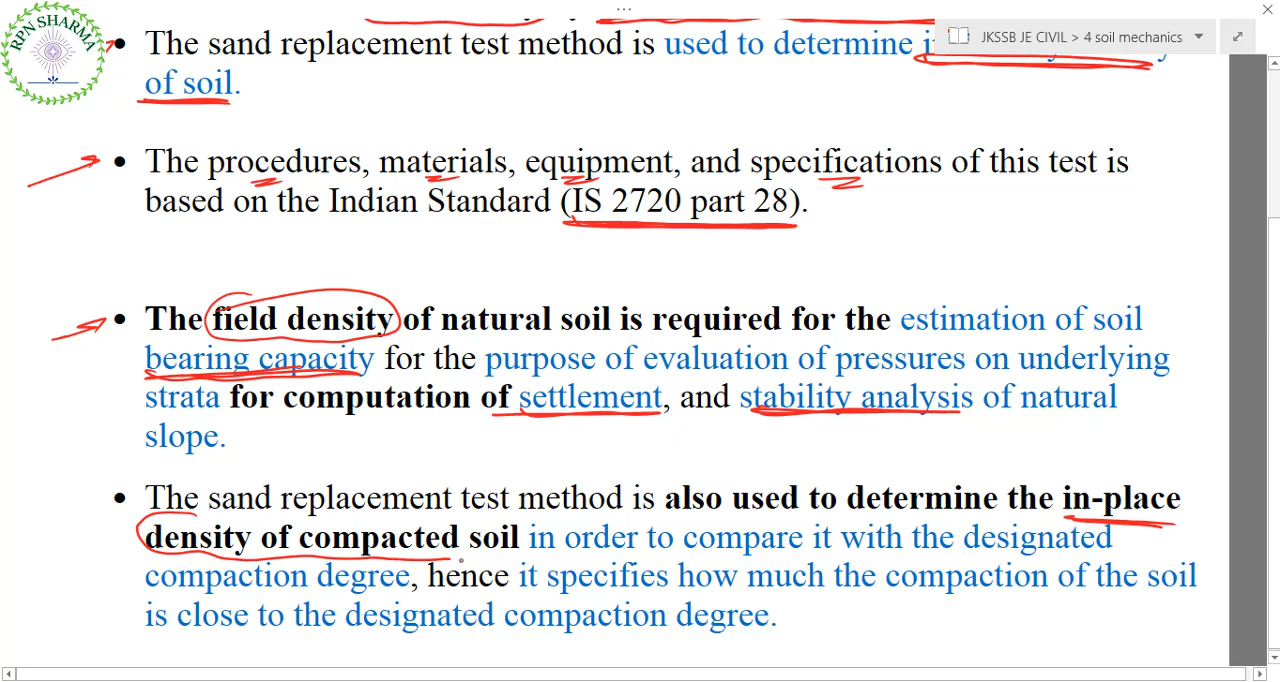 RPN SHARMA
JKSSB JE CIVIL > 4 soil mechanics
• The sand replacement test method is used to determine
of soil.
• The procedures, materials, equipment, and specifications of this test is
based on the Indian Standard (IS 2720 part 28).
• The field density of natural soil is required for the estimation of soil
bearing capacity for the purpose of evaluation of pressures on underlying
strata for computation of settlement, and stability analysis of natural
slope.
• The sand replacement test method is also used to determine the in-place
density of compacted soil in order to compare it with the designated
compaction degree, hence it specifies how much the compaction of the soil
is close to the designated compaction degree.